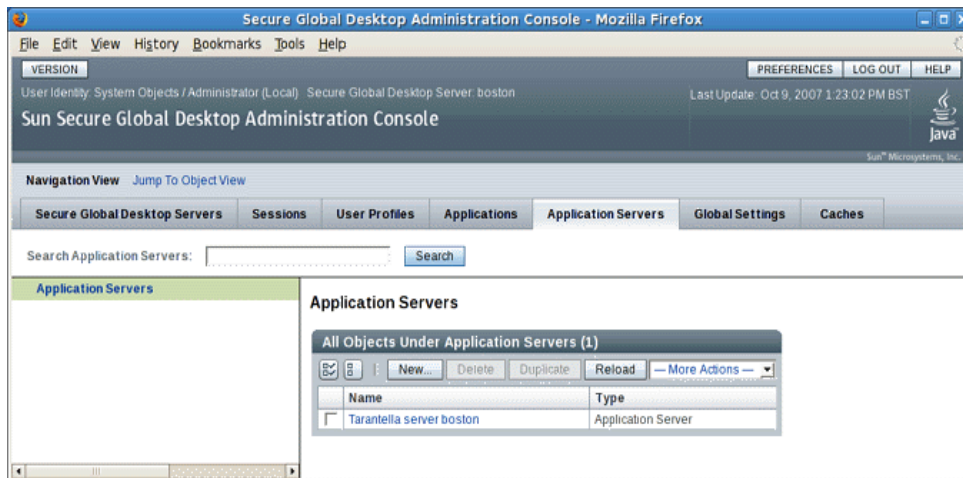 Secure Global Desktop Administration Console - Mozilla Firefox
File Edit View History Bookmarks Tools Help
VERSION PREFERENCES LOG OUT HELP
User Identity: System Objects / Administrator (Local) Secure Global Desktop Server: boston Last Update: Oct 9, 2007 1:23:02 PM BST
Sun Secure Global Desktop Administration Console
Java
Sun™ Microsystems, Inc.
Navigation View Jump To Object View
Secure Global Desktop Servers Sessions User Profiles Applications Application Servers Global Settings Caches
Search Application Servers: Search
Application Servers
Application Servers
All Objects Under Application Servers (1)
New... Delete Duplicate Reload — More Actions —
Name Type
Tarantella server boston Application Server